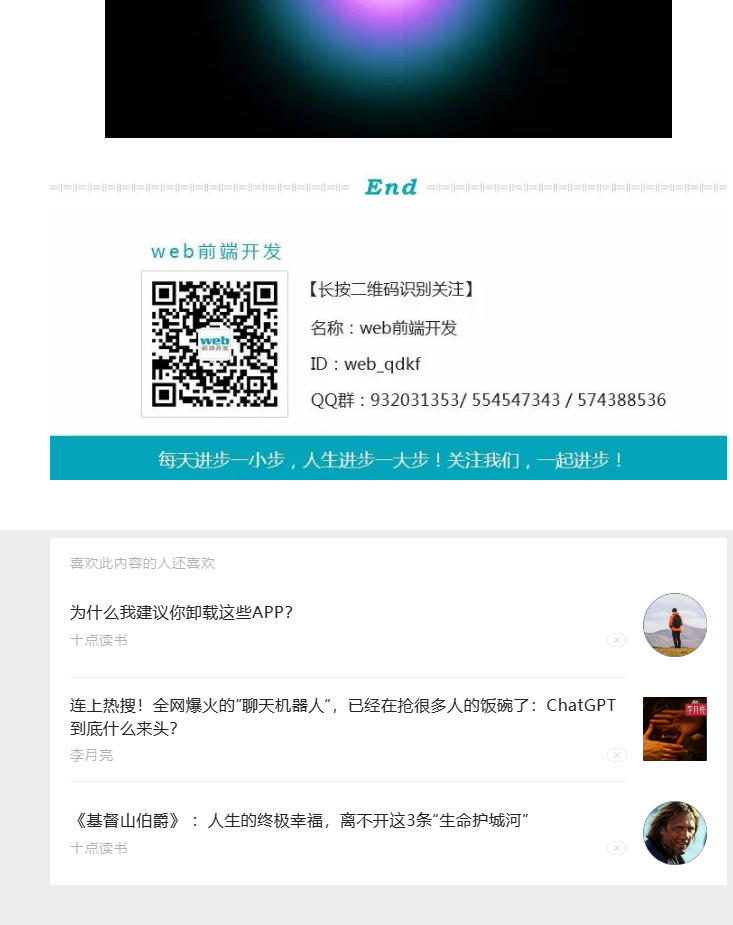 End
web前端开发
web
前端开发
【长按二维码识别关注】
名称：web前端开发
ID：web_qdkf
QQ群：932031353/ 554547343 / 574388536
每天进步一小步，人生进步一大步！关注我们，一起进步！
喜欢此内容的人还喜欢
为什么我建议你卸载这些APP？
十点读书
连上热搜！全网爆火的“聊天机器人”，已经在抢很多人的饭碗了：ChatGPT
到底什么来头？
李月亮
李月亮
《基督山伯爵》 ：人生的终极幸福，离不开这3条“生命护城河”
十点读书